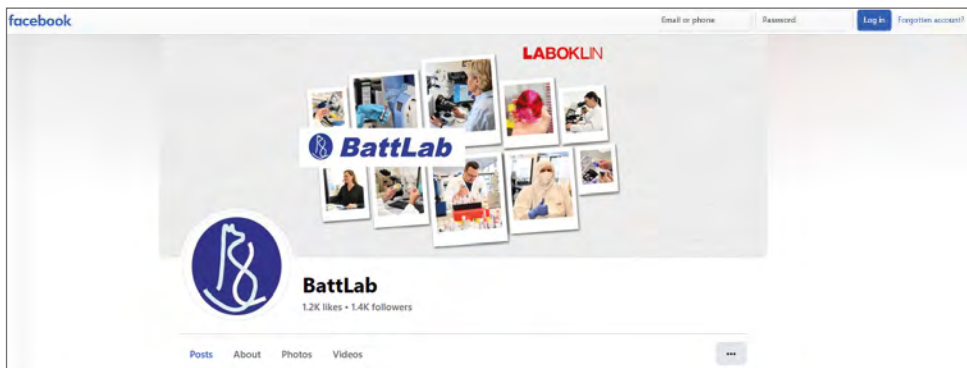 facebook
Email or phone
Password
Log in
Forgotten account?
LABOKLIN
BattLab
BattLab
1.2K likes • 1.4K followers
Posts
About
Photos
Videos